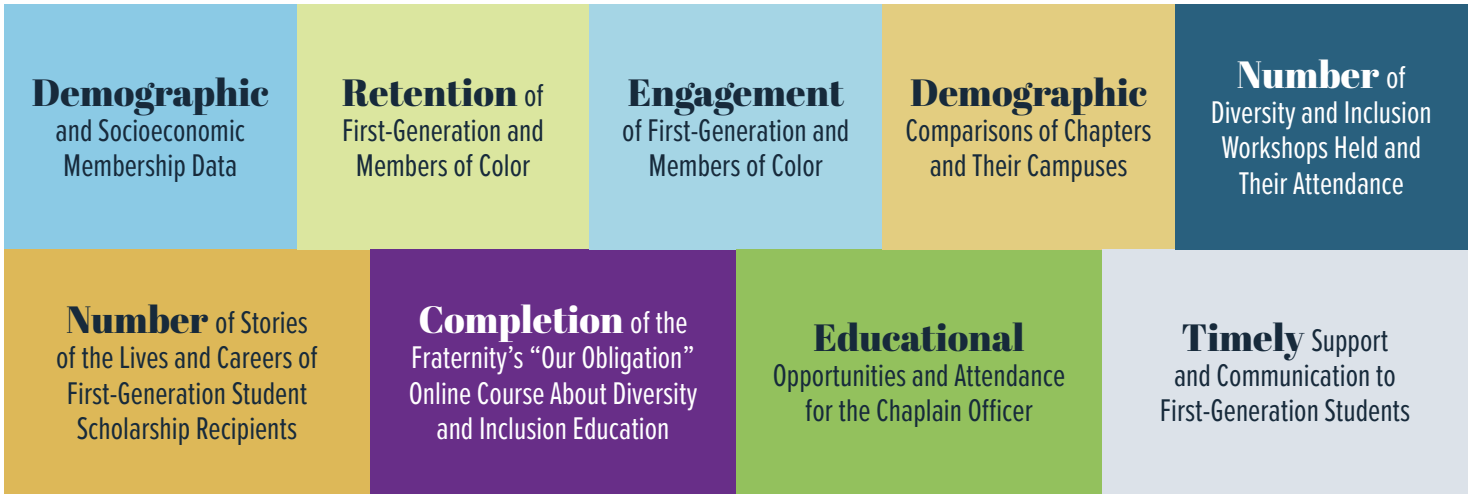 Demographic
and Socioeconomic
Membership Data
Retention of
First-Generation and
Members of Color
Engagement
of First-Generation and
Members of Color
Demographic
Comparisons of Chapters
and Their Campuses
Number of
Diversity and Inclusion
Workshops Held and
Their Attendance
Number of Stories
of the Lives and Careers of
First-Generation Student
Scholarship Recipients
Completion of the
Fraternity’s “Our Obligation”
Online Course About Diversity
and Inclusion Education
Educational
Opportunities and Attendance
for the Chaplain Officer
Timely Support
and Communication to
First-Generation Students